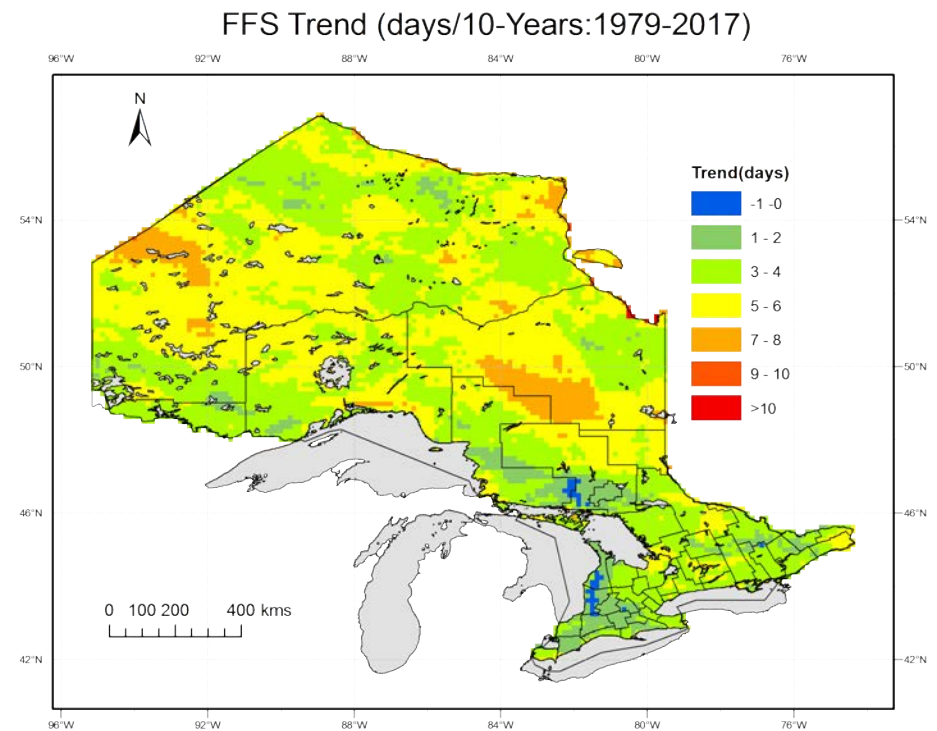 FFS Trend (days/10-Years:1979-2017)
96°W 92°W 88°W 84°W 80°W 76°W
N
Trend(days)
-1 -0
54°N 54°N
1 - 2
3 - 4
5 - 6
7 - 8
50°N 50°N
9 - 10
>10
46°N 46°N
0 100 200 400 kms
42°N 42°N
96°W 92°W 88°W 84°W 80°W 76°W